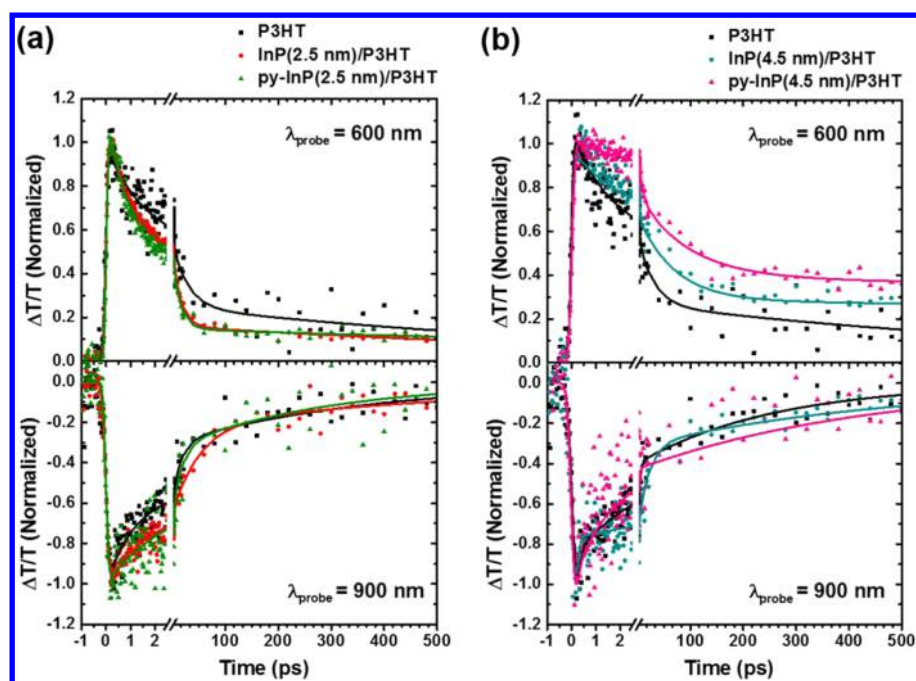 (a)
P3HT
InP(2.5 nm)/P3HT
py-InP(2.5 nm)/P3HT
1.2
1.0
0.8
0.6
0.4
0.2
0.0
ΔT/T (Normalized)
λprobe = 600 nm
0.0
-0.2
-0.4
-0.6
-0.8
-1.0
-1.2
ΔT/T (Normalized)
λprobe = 900 nm
-1 0 1 2 100 200 300 400 500
Time (ps)
(b)
P3HT
InP(4.5 nm)/P3HT
py-InP(4.5 nm)/P3HT
1.2
1.0
0.8
0.6
0.4
0.2
0.0
ΔT/T (Normalized)
λprobe = 600 nm
0.0
-0.2
-0.4
-0.6
-0.8
-1.0
-1.2
ΔT/T (Normalized)
λprobe = 900 nm
-1 0 1 2 100 200 300 400 500
Time (ps)